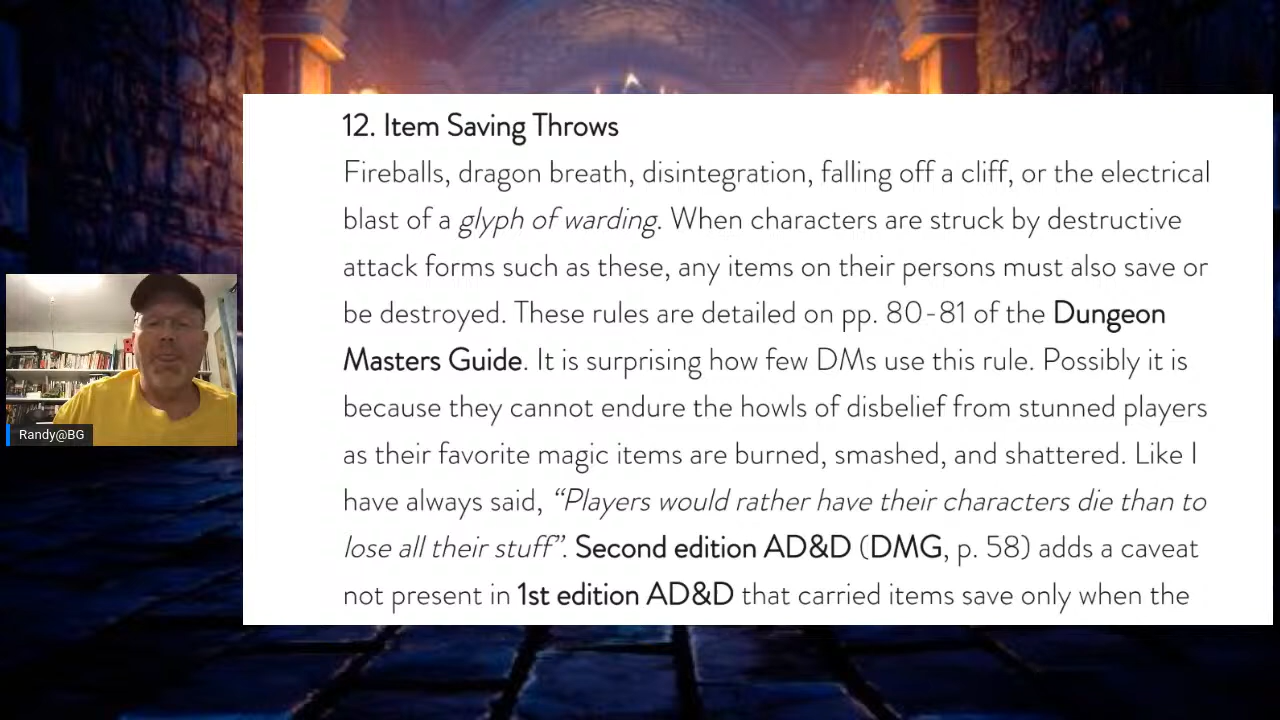 12. Item Saving Throws
Fireballs, dragon breath, disintegration, falling off a cliff, or the electrical
blast of a glyph of warding. When characters are struck by destructive
attack forms such as these, any items on their persons must also save or
be destroyed. These rules are detailed on pp. 80-81 of the Dungeon
Masters Guide. It is surprising how few DMs use this rule. Possibly it is
because they cannot endure the howls of disbelief from stunned players
as their favorite magic items are burned, smashed, and shattered. Like I
have always said, “Players would rather have their characters die than to
lose all their stuff”. Second edition AD&D (DMG, p. 58) adds a caveat
not present in 1st edition AD&D that carried items save only when the
Randy@BG